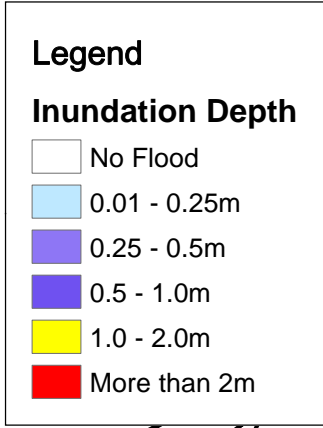 Legend
Inundation Depth
No Flood
0.01 - 0.25m
0.25 - 0.5m
0.5 - 1.0m
1.0 - 2.0m
More than 2m